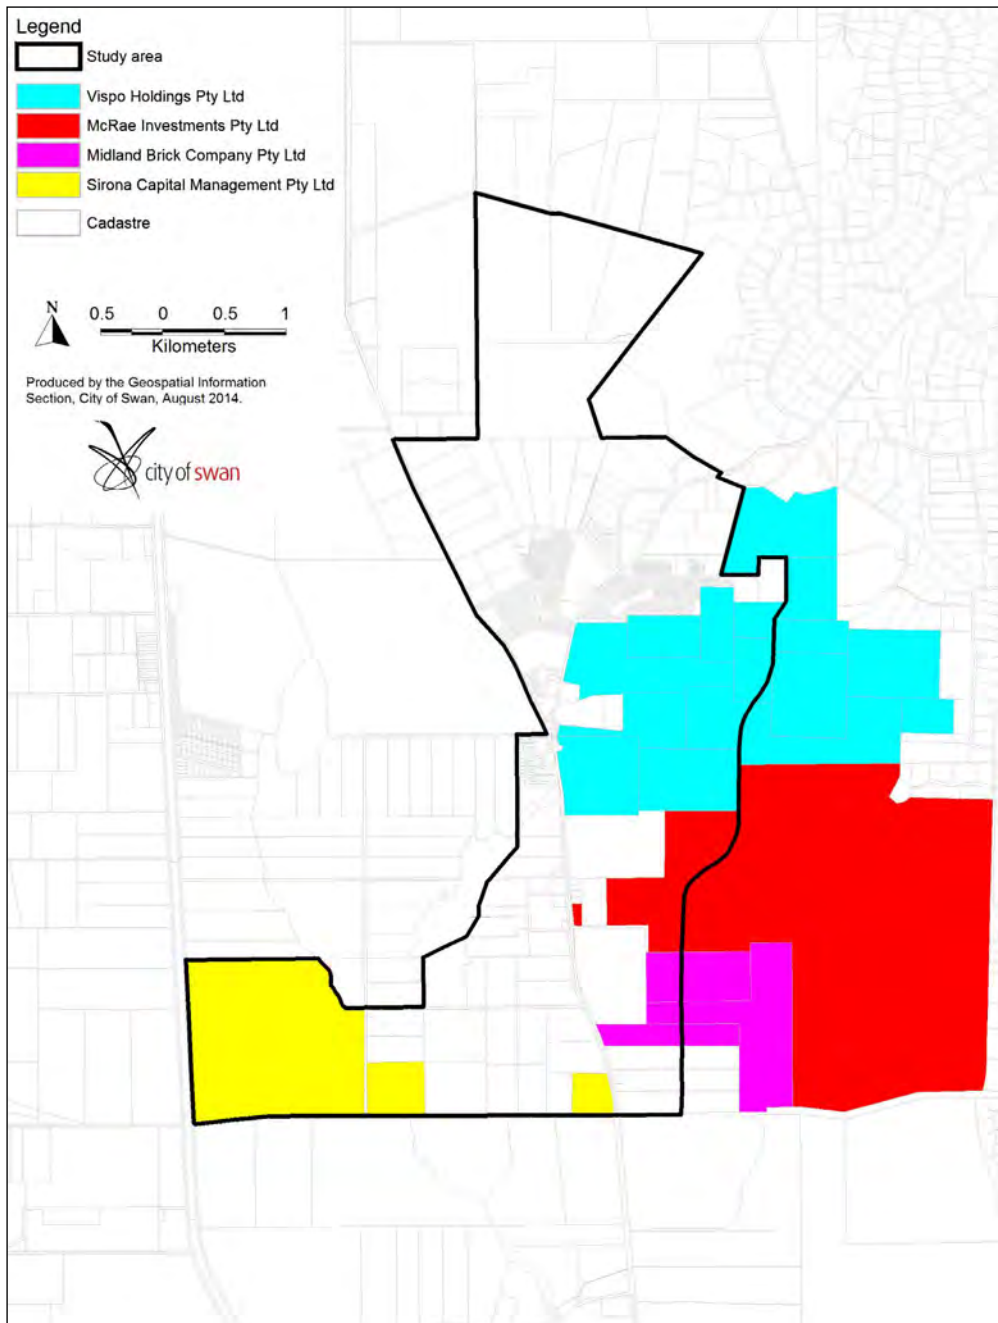 Legend
Study area
Vispo Holdings Pty Ltd
McRae Investments Pty Ltd
Midland Brick Company Pty Ltd
Sirona Capital Management Pty Ltd
Cadastre
N
0.5 0 0.5 1
Kilometers
Produced by the Geospatial Information
Section, City of Swan, August 2014.
city of swan